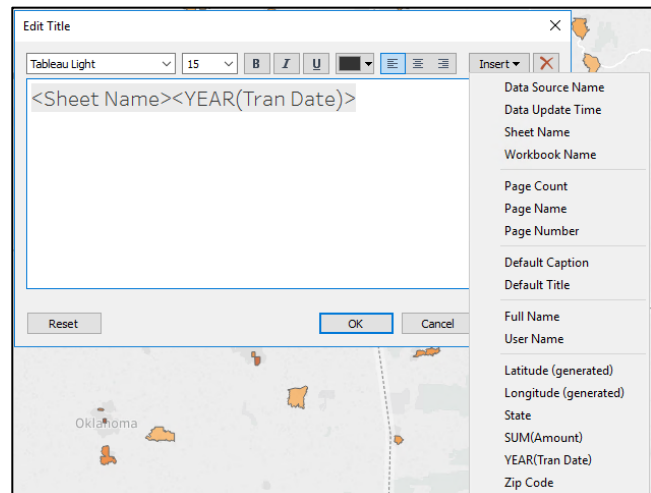 Edit Title
Tableau Light 15 B I U Insert
<Sheet Name><YEAR(Tran Date)>
Data Source Name
Data Update Time
Sheet Name
Workbook Name
Page Count
Page Name
Page Number
Default Caption
Default Title
Full Name
User Name
Latitude (generated)
Longitude (generated)
State
SUM(Amount)
YEAR(Tran Date)
Zip Code
Reset OK Cancel
Oklahoma